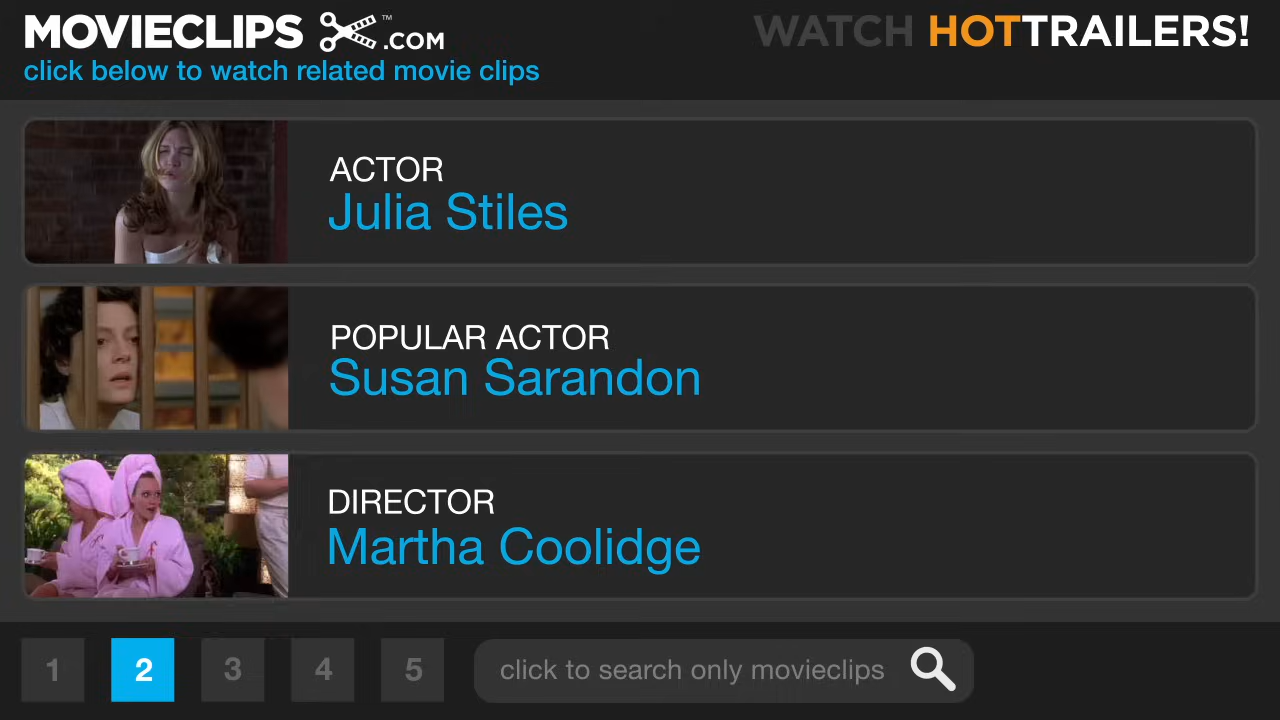 MOVIECLIPS ™ .COM
WATCH HOTTRAILERS!
click below to watch related movie clips
ACTOR
Julia Stiles
POPULAR ACTOR
Susan Sarandon
DIRECTOR
Martha Coolidge
1 2 3 4 5 click to search only movieclips